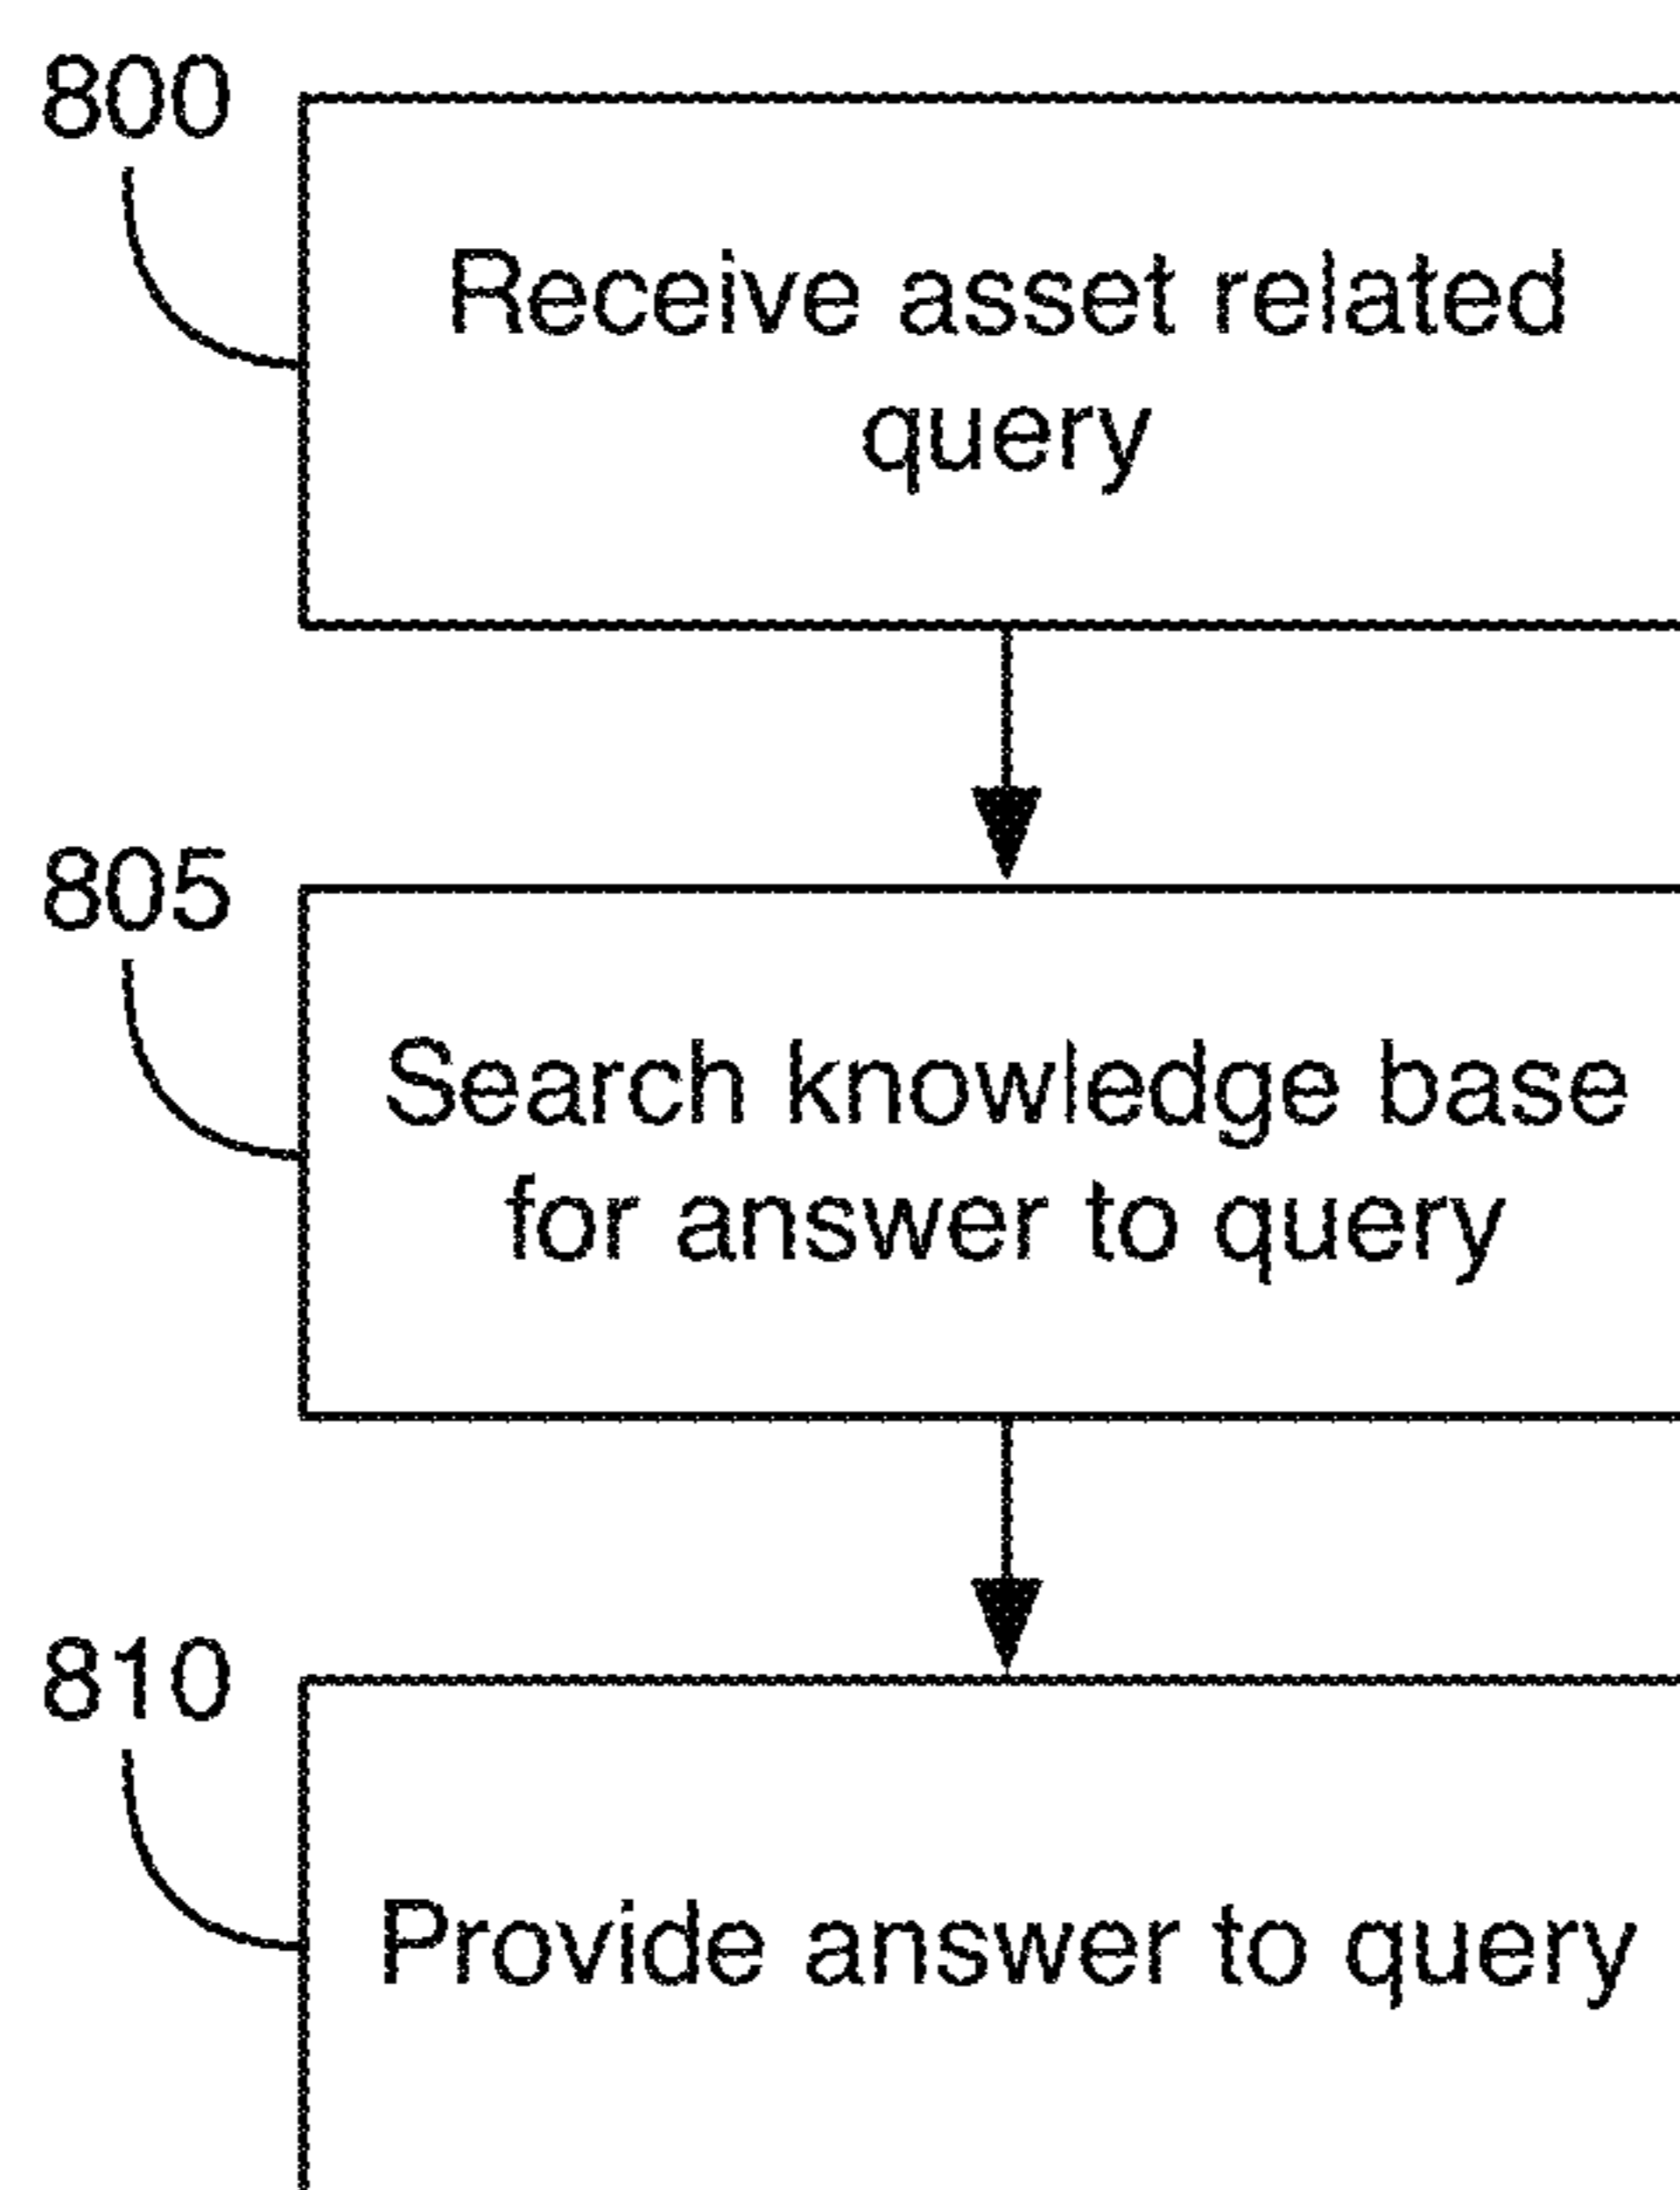 800
Receive asset related
query
805
Search knowledge base
for answer to query
810
Provide answer to query